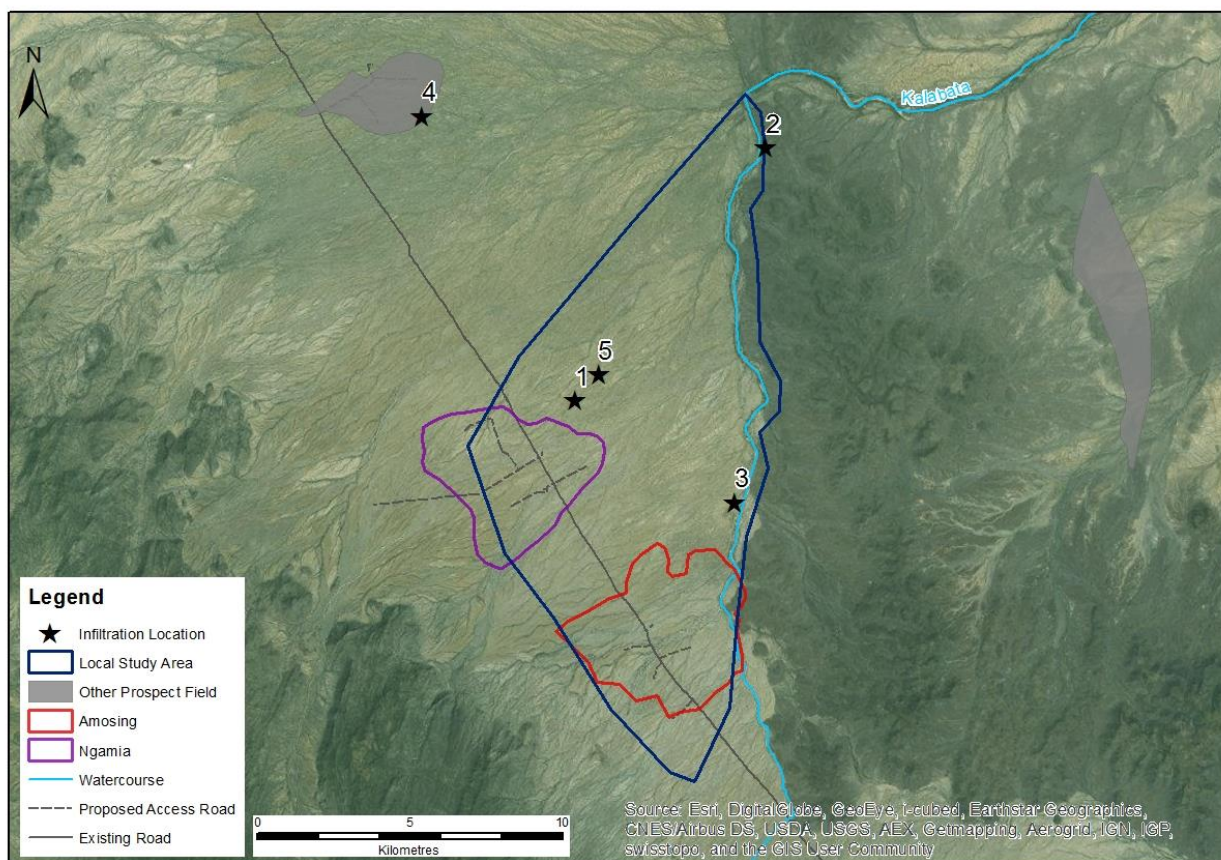 N
4
Kalabata
2
5
1
3
Legend
Infiltration Location
Local Study Area
Other Prospect Field
Amosing
Ngamia
Watercourse
Proposed Access Road
Existing Road
0 5 10
Kilometres
Source: Esri, DigitalGlobe, GeoEye, i-cubed, Earthstar Geographics,
CNES/Airbus DS, USDA, USGS, AEX, Getmapping, Aerogrid, IGN, IGP,
swisstopo, and the GIS User Community